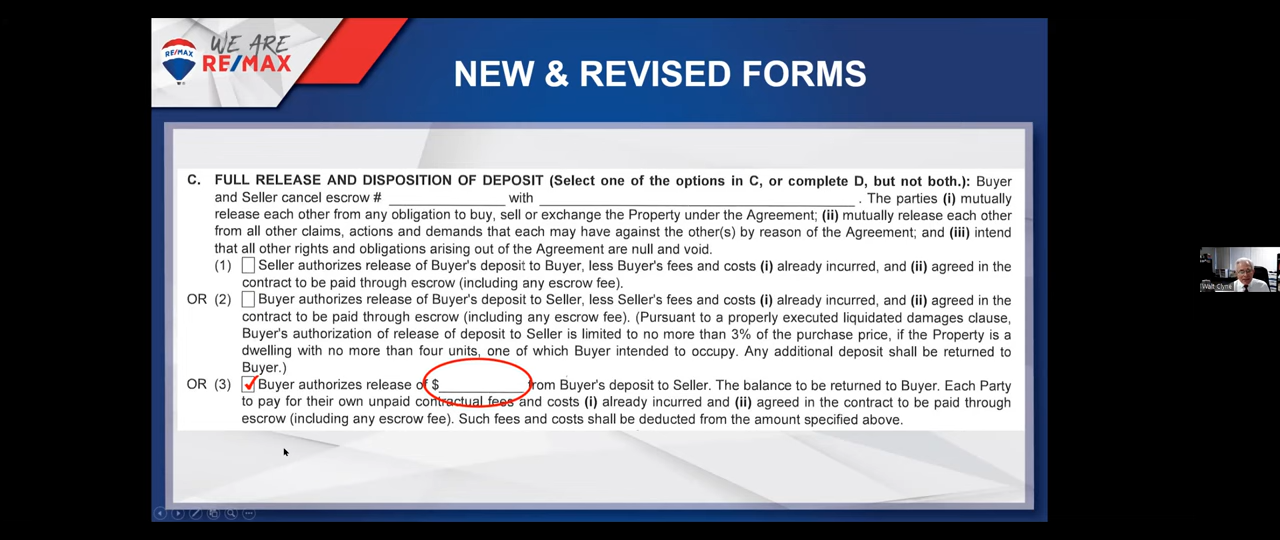 WE ARE
RE/MAX
RE/MAX
NEW & REVISED FORMS
C. FULL RELEASE AND DISPOSITION OF DEPOSIT (Select one of the options in C, or complete D, but not both.): Buyer
and Seller cancel escrow # ______________ with ______________________________________ . The parties (i) mutually
release each other from any obligation to buy, sell or exchange the Property under the Agreement; (ii) mutually release each other
from all other claims, actions and demands that each may have against the other(s) by reason of the Agreement; and (iii) intend
that all other rights and obligations arising out of the Agreement are null and void.
(1) Seller authorizes release of Buyer's deposit to Buyer, less Buyer's fees and costs (i) already incurred, and (ii) agreed in the
contract to be paid through escrow (including any escrow fee).
OR (2) Buyer authorizes release of Buyer's deposit to Seller, less Seller's fees and costs (i) already incurred, and (ii) agreed in the
contract to be paid through escrow (including any escrow fee). (Pursuant to a properly executed liquidated damages clause,
Buyer's authorization of release of deposit to Seller is limited to no more than 3% of the purchase price, if the Property is a
dwelling with no more than four units, one of which Buyer intended to occupy. Any additional deposit shall be returned to
Buyer.)
OR (3) ✓ Buyer authorizes release of $___________ from Buyer's deposit to Seller. The balance to be returned to Buyer. Each Party
to pay for their own unpaid contractual fees and costs (i) already incurred and (ii) agreed in the contract to be paid through
escrow (including any escrow fee). Such fees and costs shall be deducted from the amount specified above.
Walt Clyne